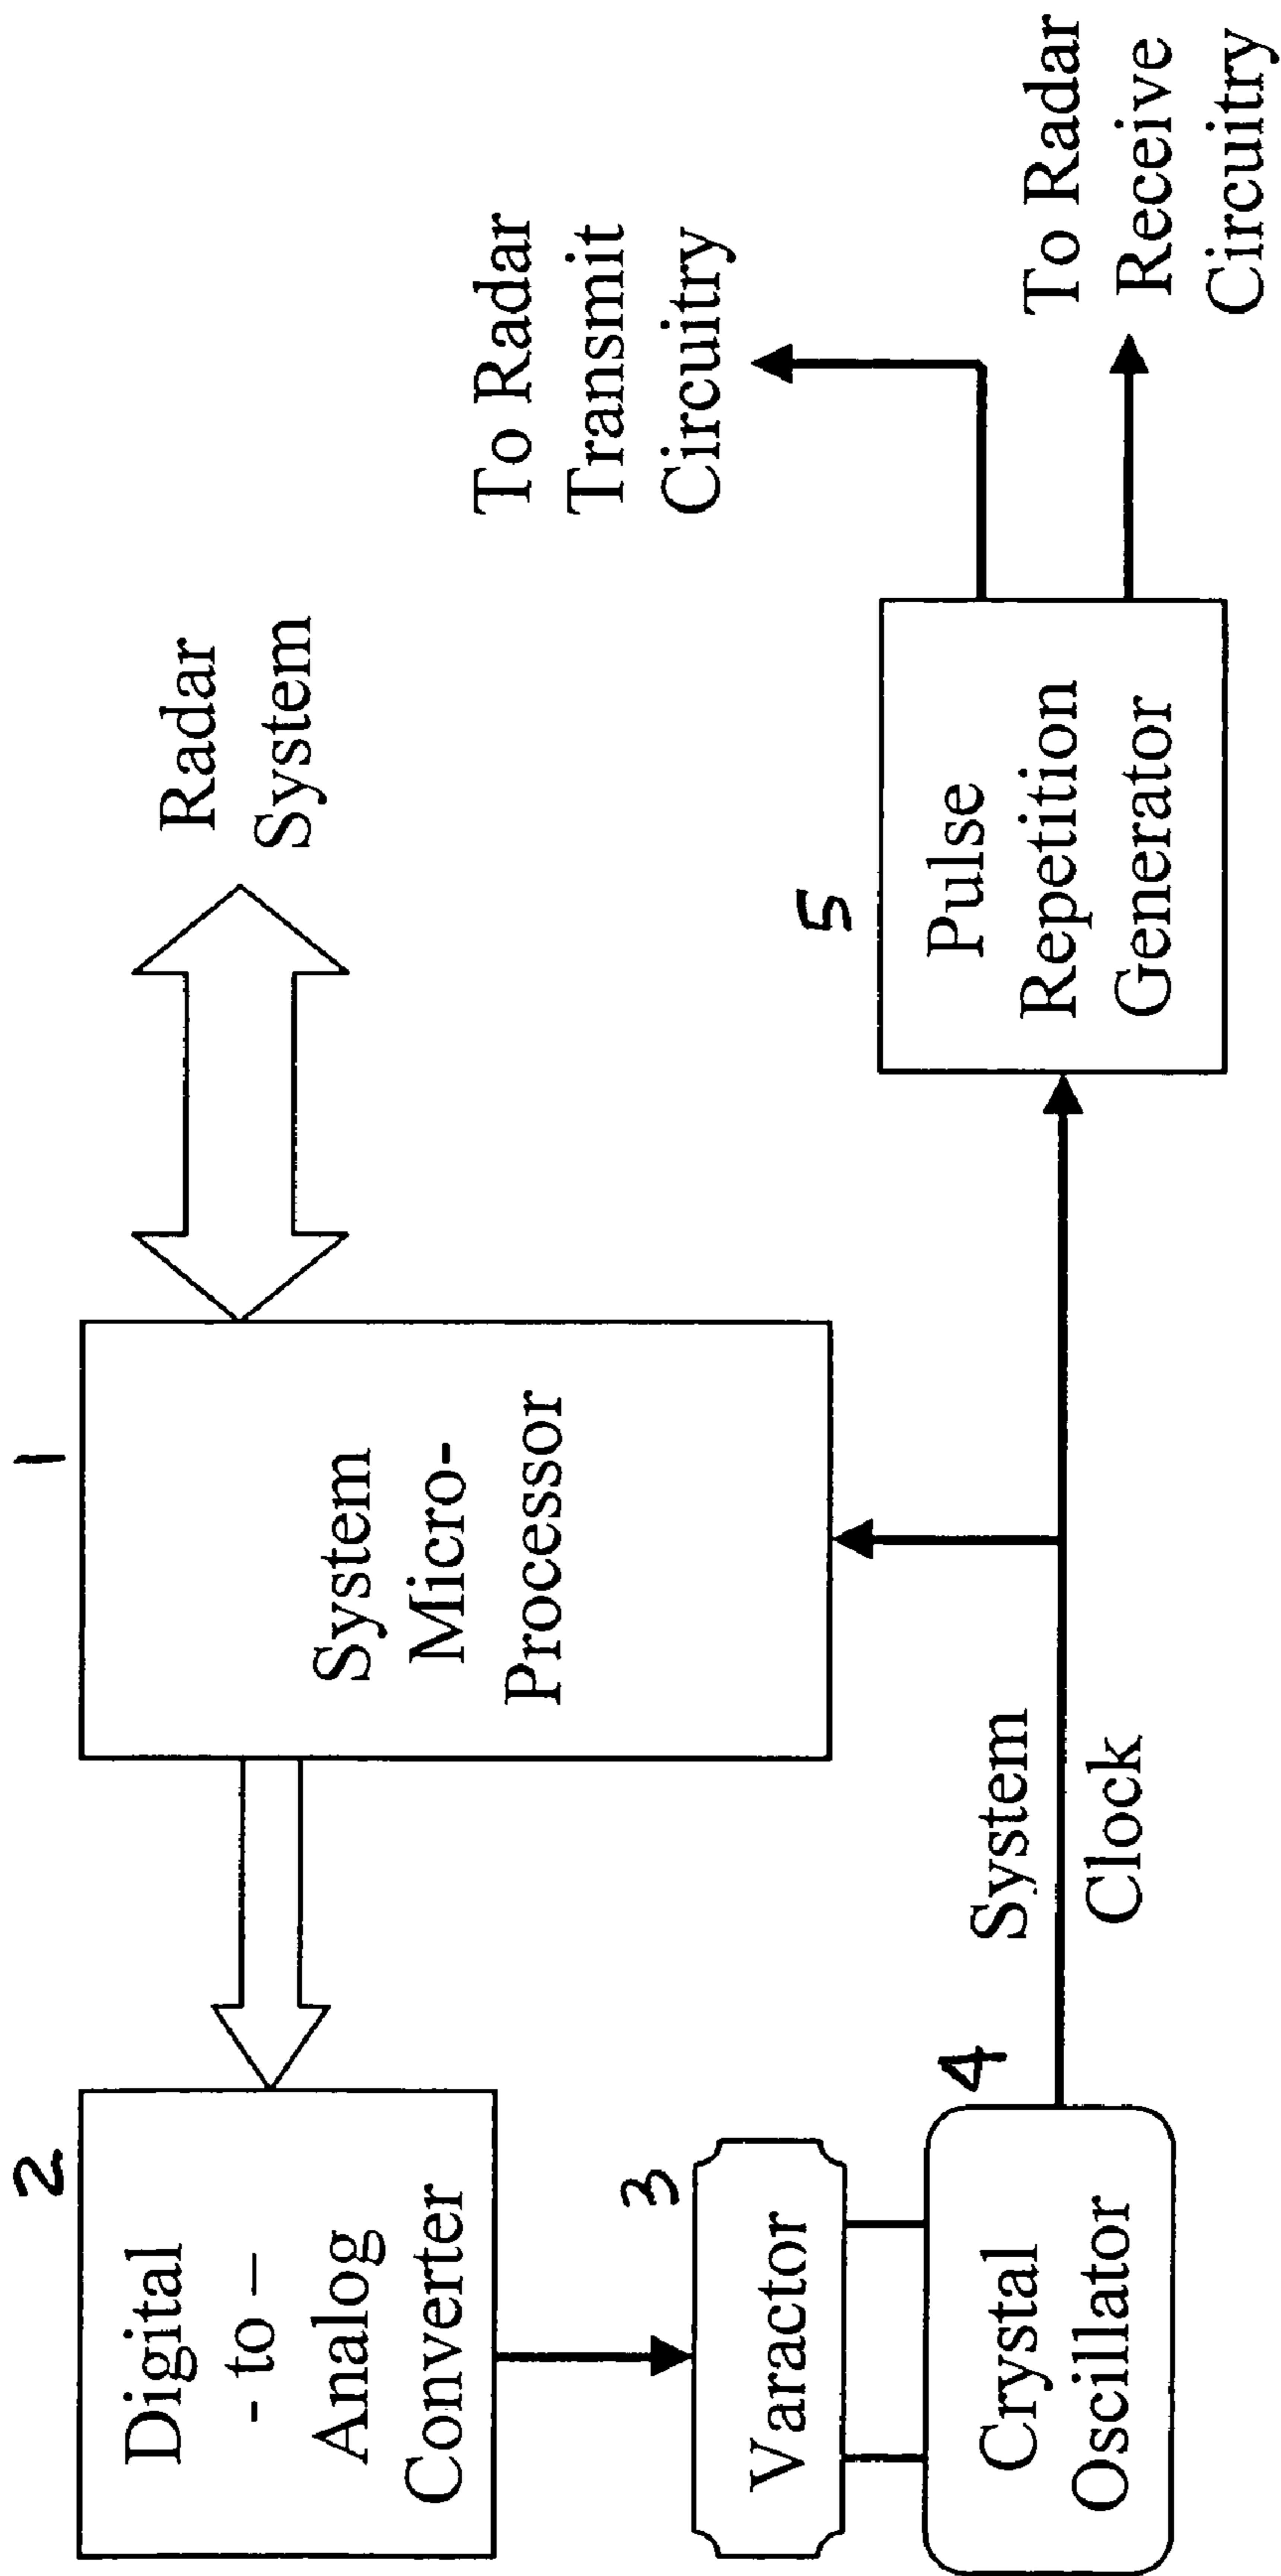 2
Digital
- to –
Analog
Converter
1
System
Micro-
Processor
Radar
System
3
Varactor
4
Crystal
Oscillator
System
Clock
5
Pulse
Repetition
Generator
To Radar
Transmit
Circuitry
To Radar
Receive
Circuitry